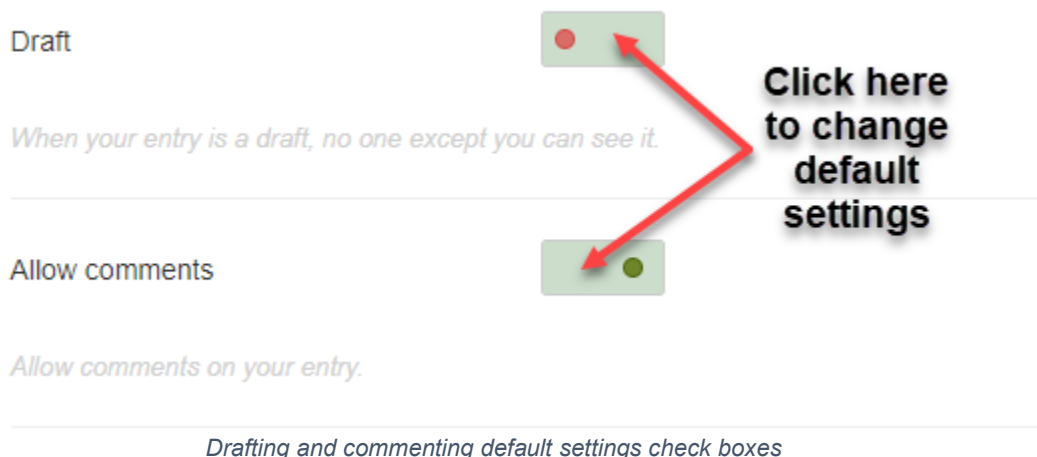 Draft
Click here
to change
default
settings
When your entry is a draft, no one except you can see it.
Allow comments
Allow comments on your entry.
Drafting and commenting default settings check boxes